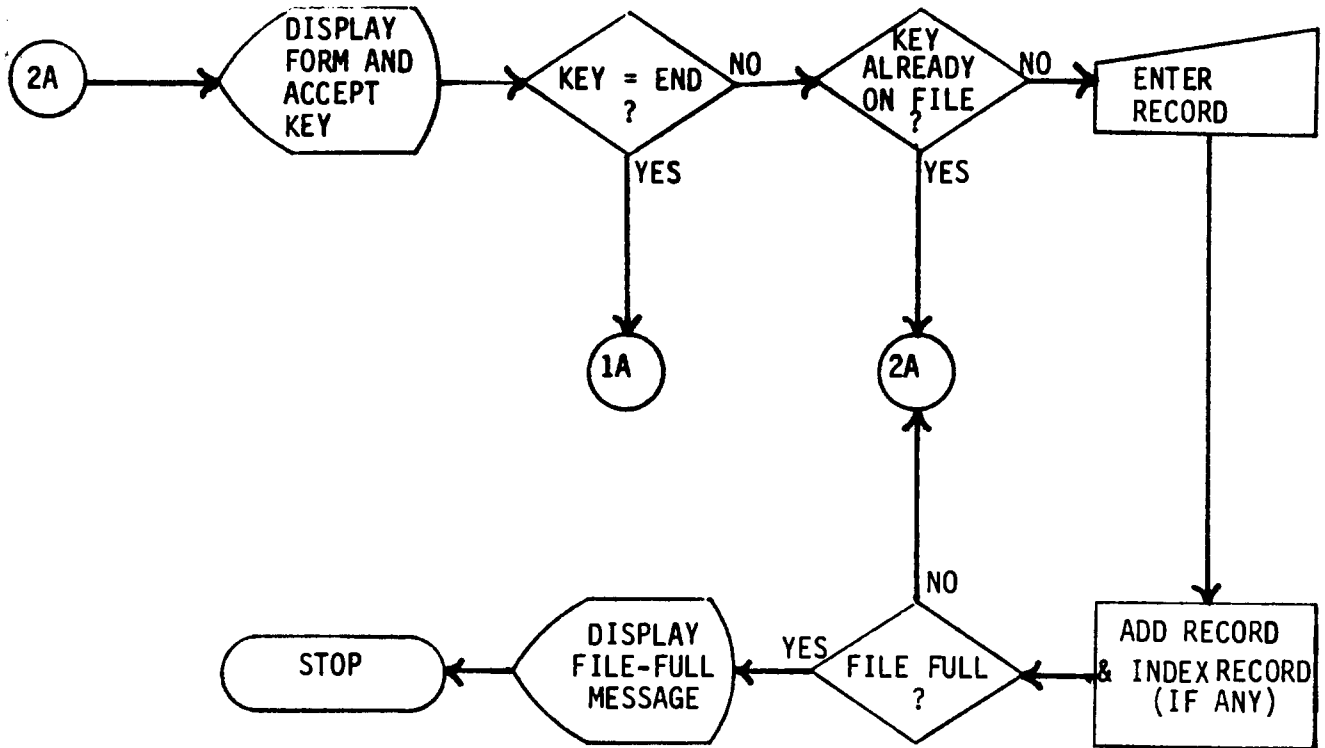 2A
DISPLAY
FORM AND
ACCEPT
KEY
KEY = END
?
NO
YES
KEY
ALREADY
ON FILE
?
NO
YES
ENTER
RECORD
1A
2A
ADD RECORD
& INDEX RECORD
(IF ANY)
FILE FULL
?
NO
YES
DISPLAY
FILE-FULL
MESSAGE
STOP